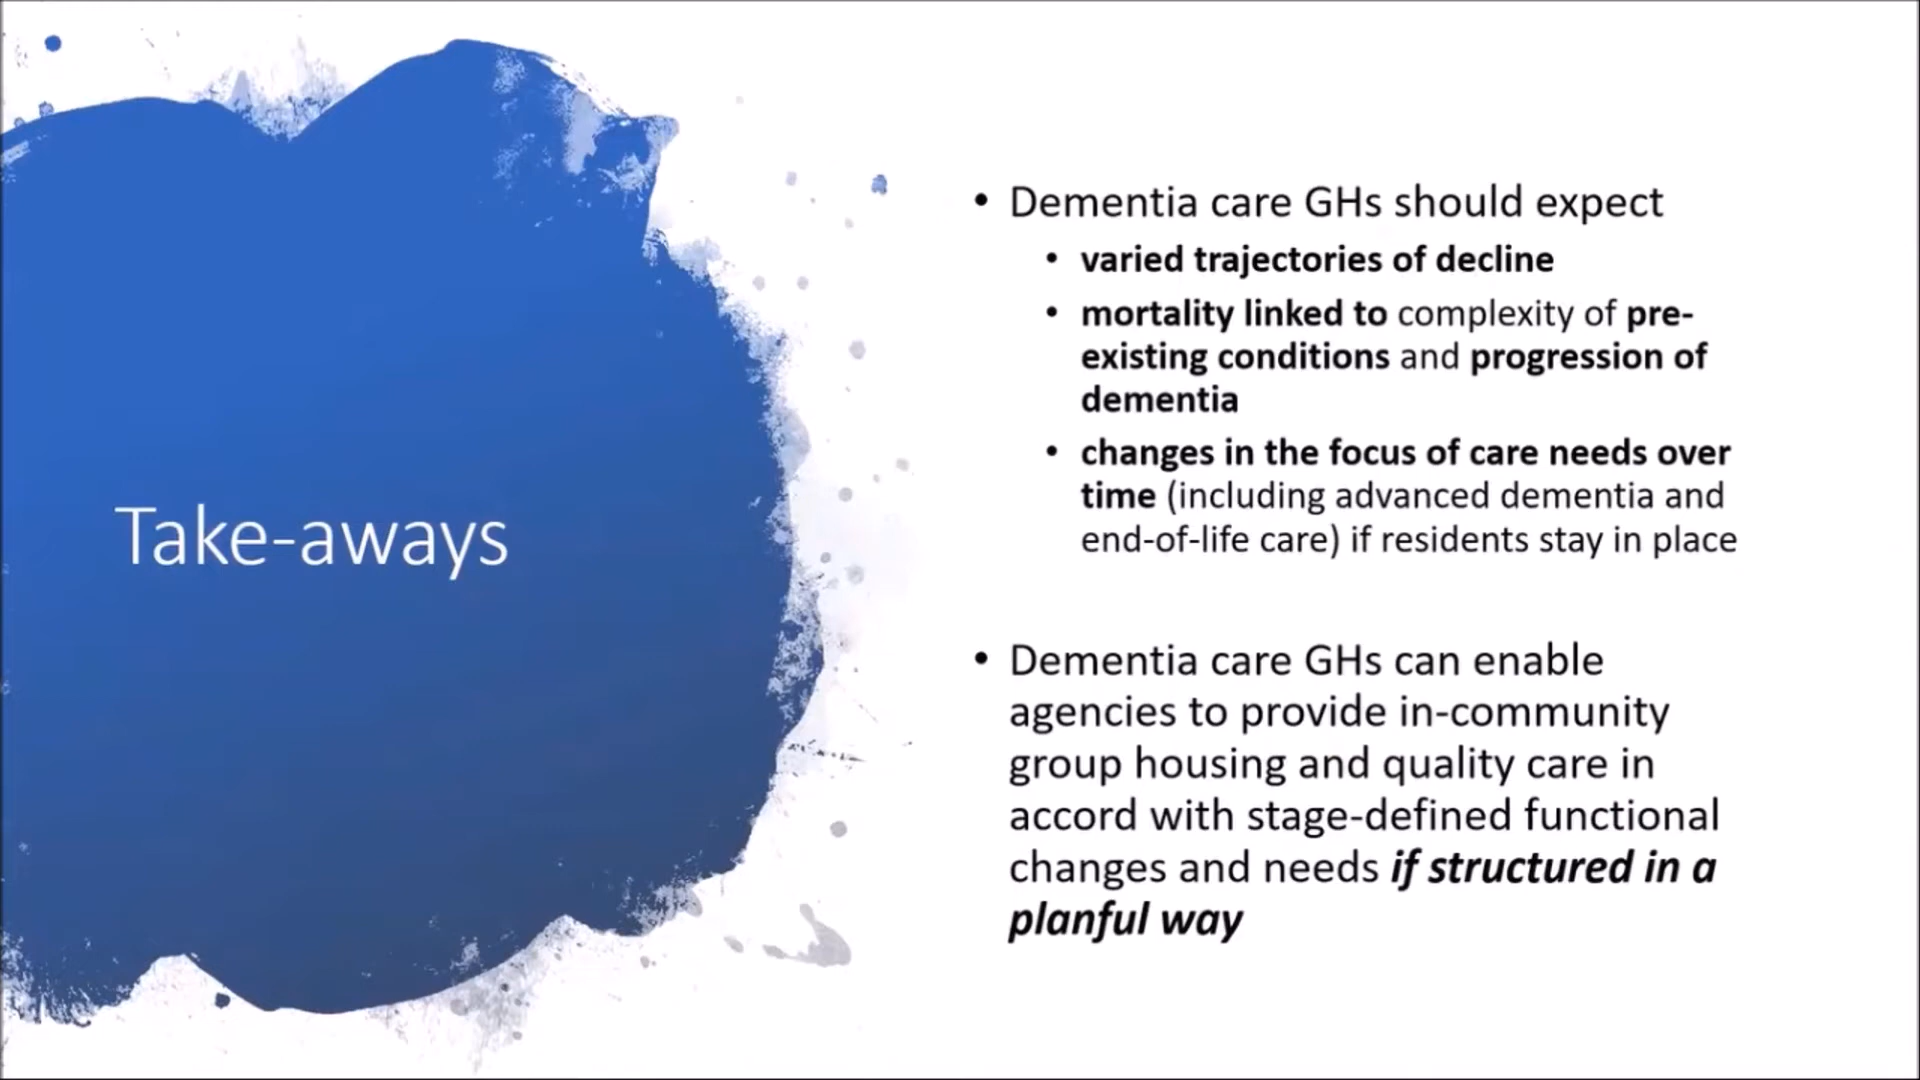 Take-aways
• Dementia care GHs should expect
• varied trajectories of decline
• mortality linked to complexity of pre-
existing conditions and progression of
dementia
• changes in the focus of care needs over
time (including advanced dementia and
end-of-life care) if residents stay in place
• Dementia care GHs can enable
agencies to provide in-community
group housing and quality care in
accord with stage-defined functional
changes and needs if structured in a
planful way